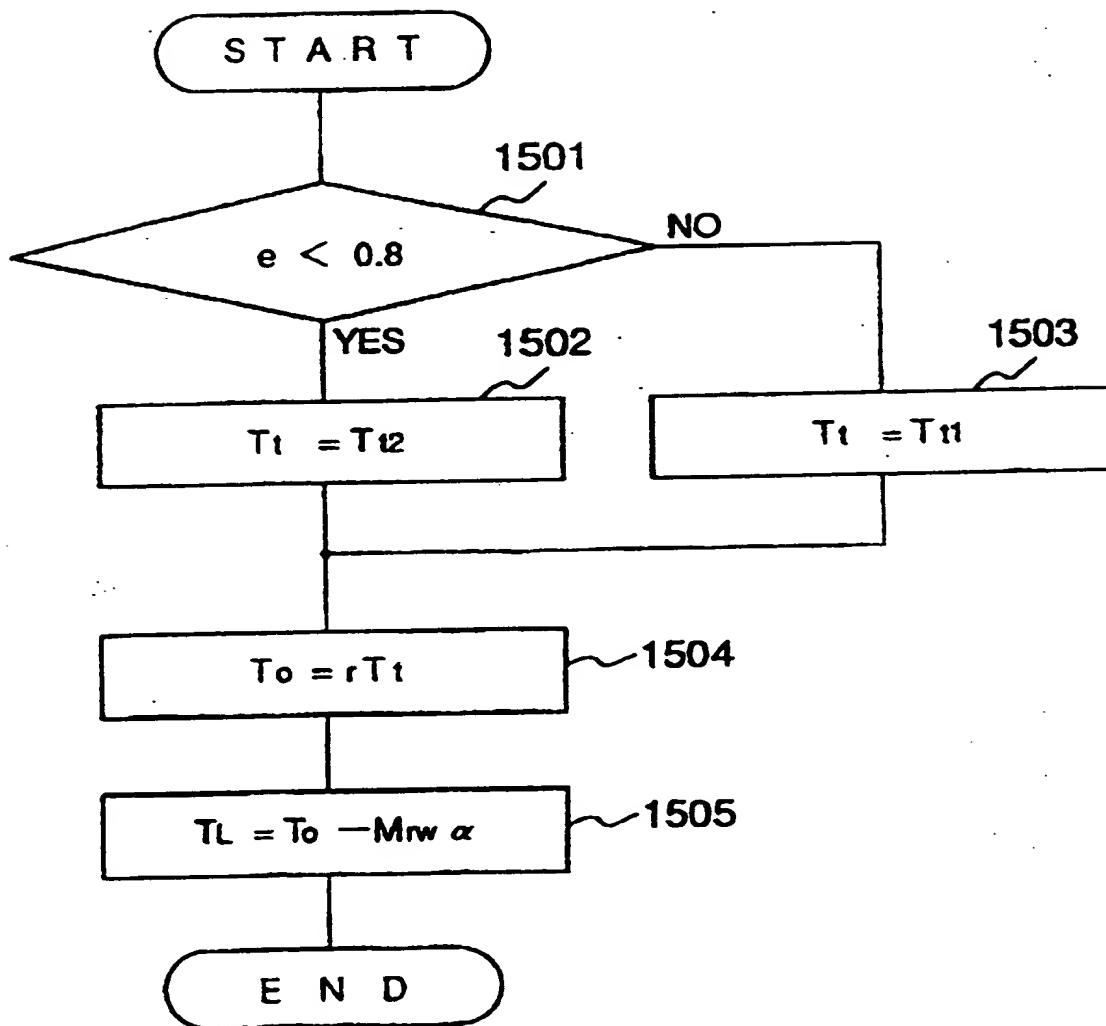 START
1501
e < 0.8
NO
YES
1502
1503
Tt = Tt2
Tt = Tt1
To = rTt
1504
TL = To - Mrw α
1505
END